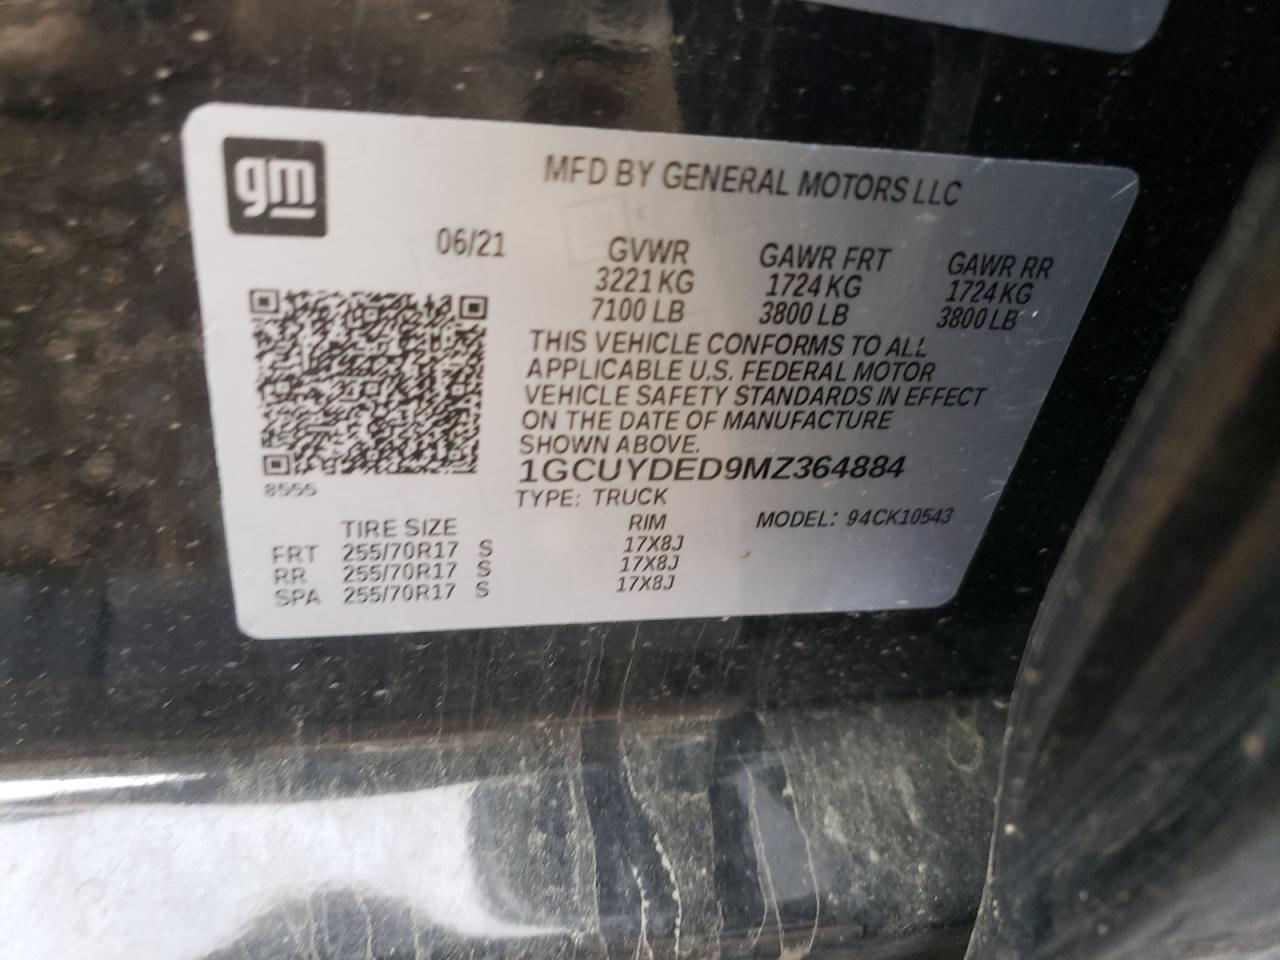 gm
MFD BY GENERAL MOTORS LLC
06/21 GVWR GAWR FRT GAWR RR
3221 KG 1724 KG 1724 KG
7100 LB 3800 LB 3800 LB
THIS VEHICLE CONFORMS TO ALL
APPLICABLE U.S. FEDERAL MOTOR
VEHICLE SAFETY STANDARDS IN EFFECT
ON THE DATE OF MANUFACTURE
SHOWN ABOVE.
1GCUYDED9MZ364884
8555
TYPE: TRUCK
TIRE SIZE RIM MODEL: 94CK10543
FRT 255/70R17 S 17X8J
RR 255/70R17 S 17X8J
SPA 255/70R17 S 17X8J